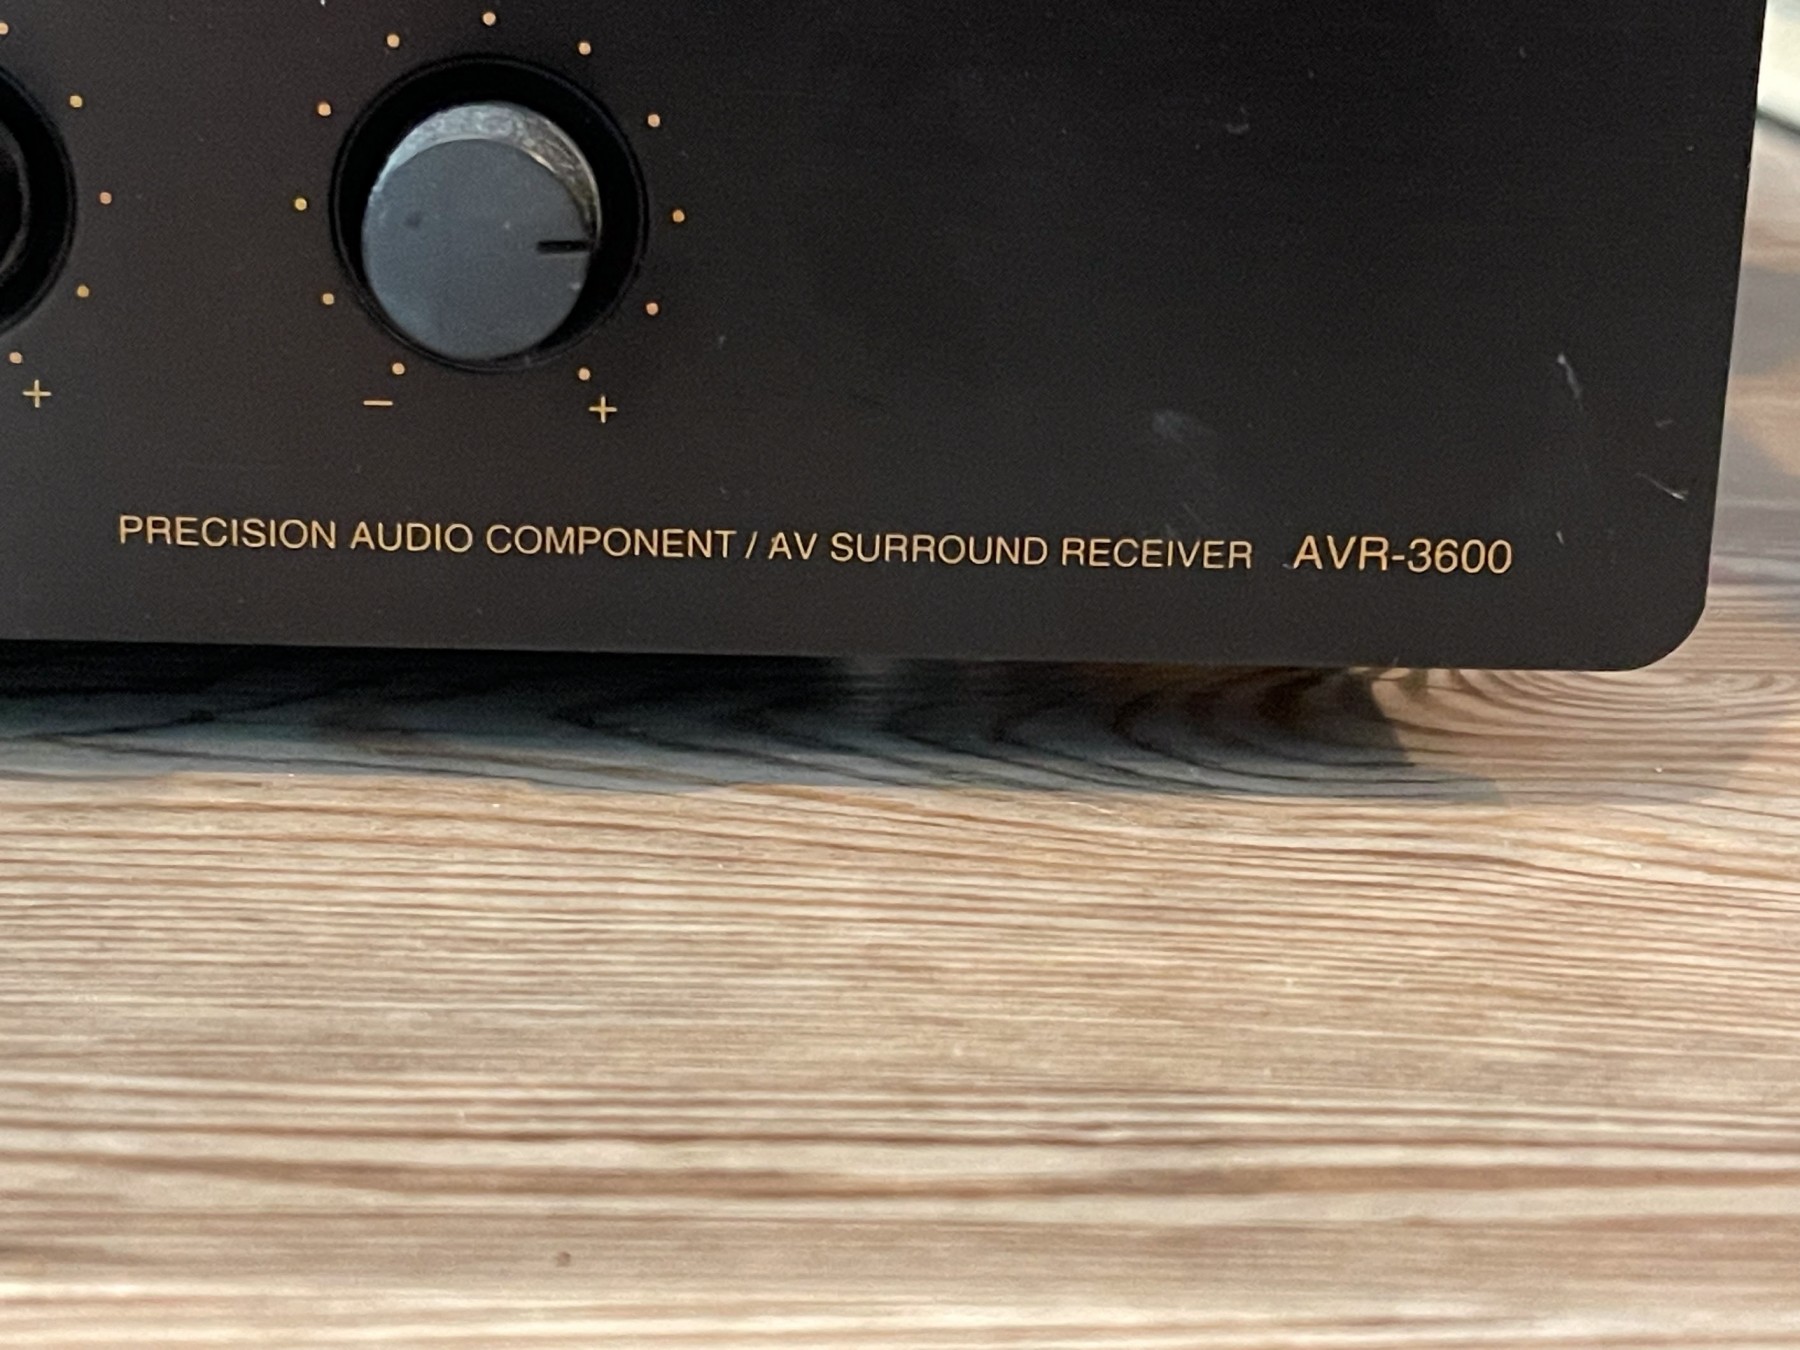 +
− +
PRECISION AUDIO COMPONENT / AV SURROUND RECEIVER AVR-3600